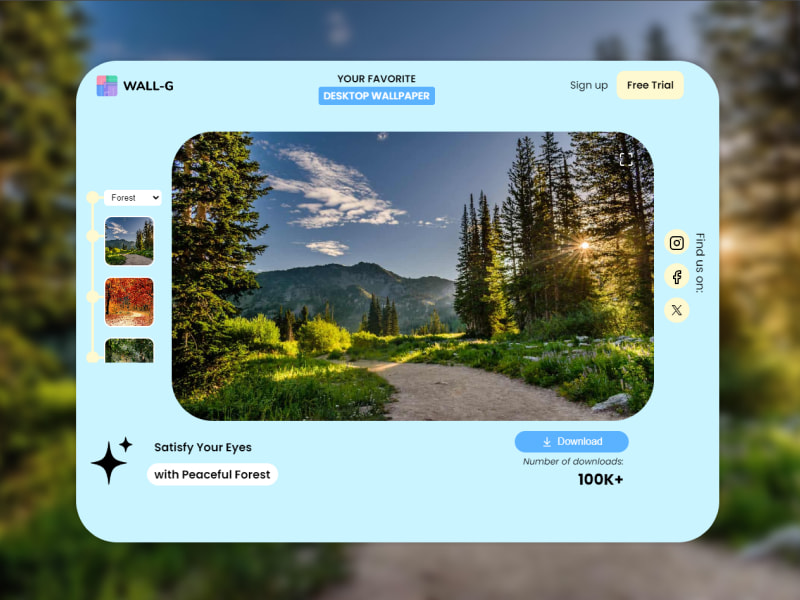 WALL-G
YOUR FAVORITE
DESKTOP WALLPAPER
Sign up
Free Trial
Forest
Find us on:
Satisfy Your Eyes
with Peaceful Forest
Download
Number of downloads:
100K+